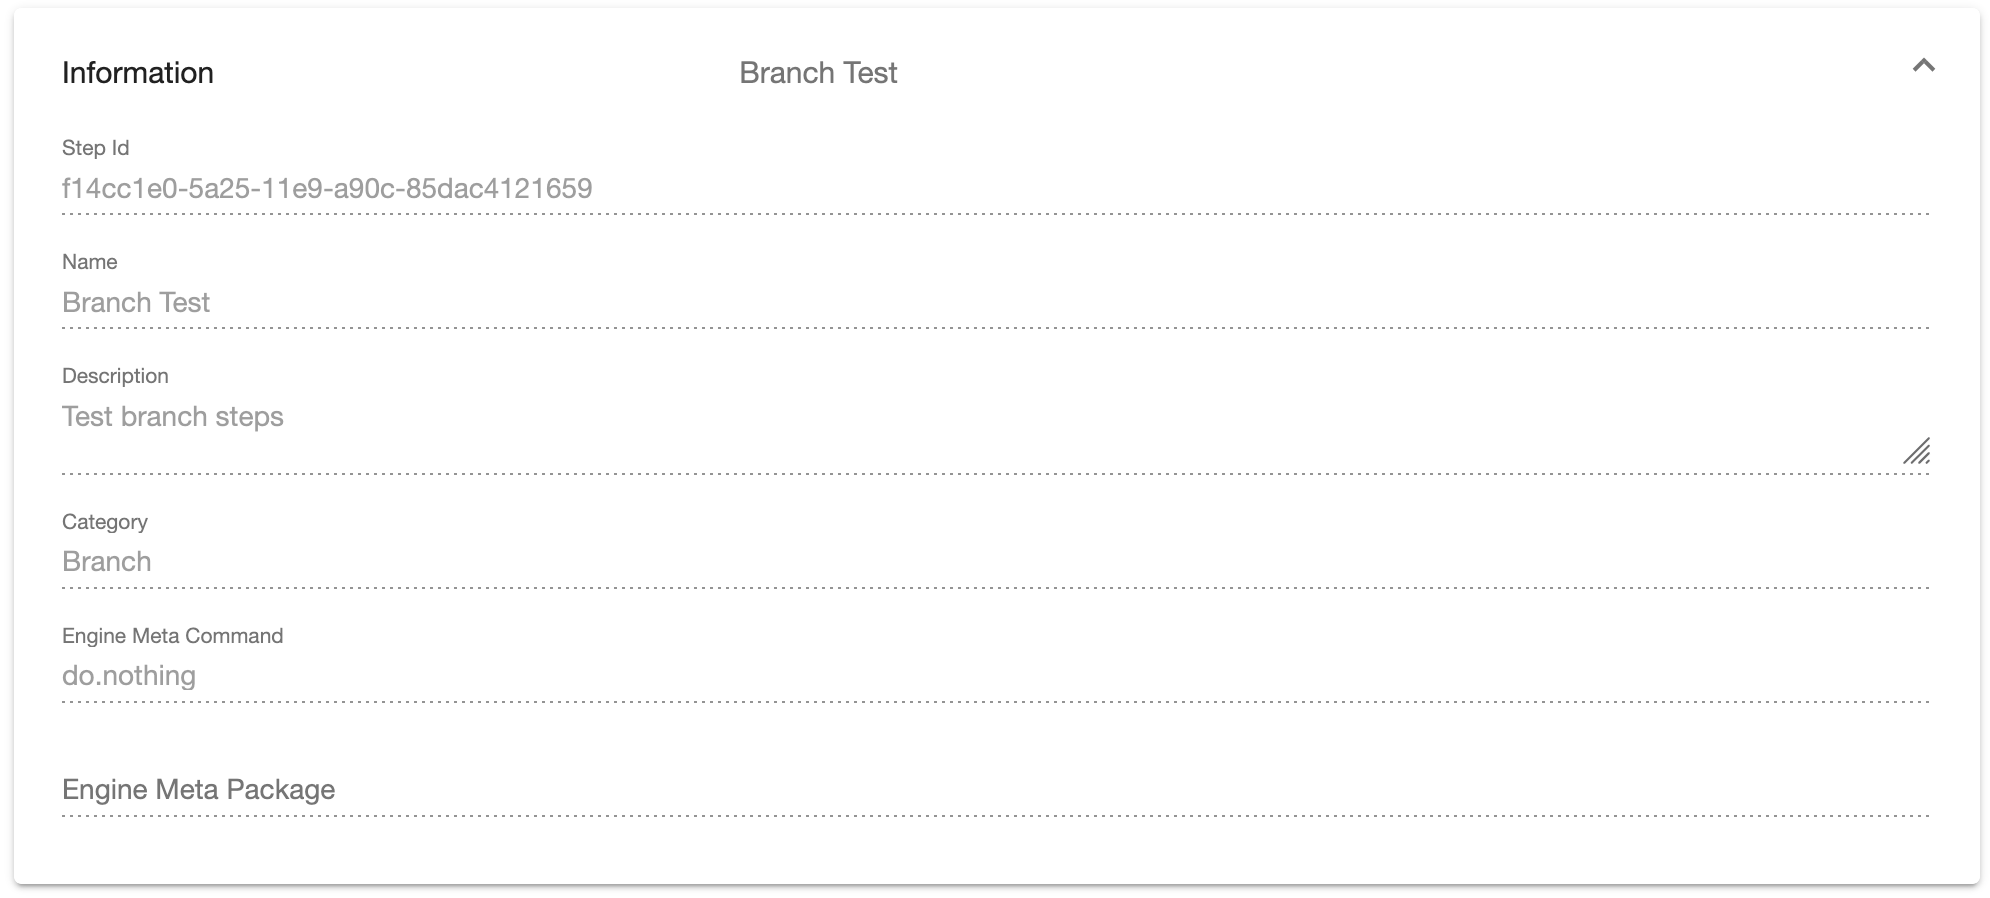 Information
Branch Test
Step Id
f14cc1e0-5a25-11e9-a90c-85dac4121659
Name
Branch Test
Description
Test branch steps
Category
Branch
Engine Meta Command
do.nothing
Engine Meta Package